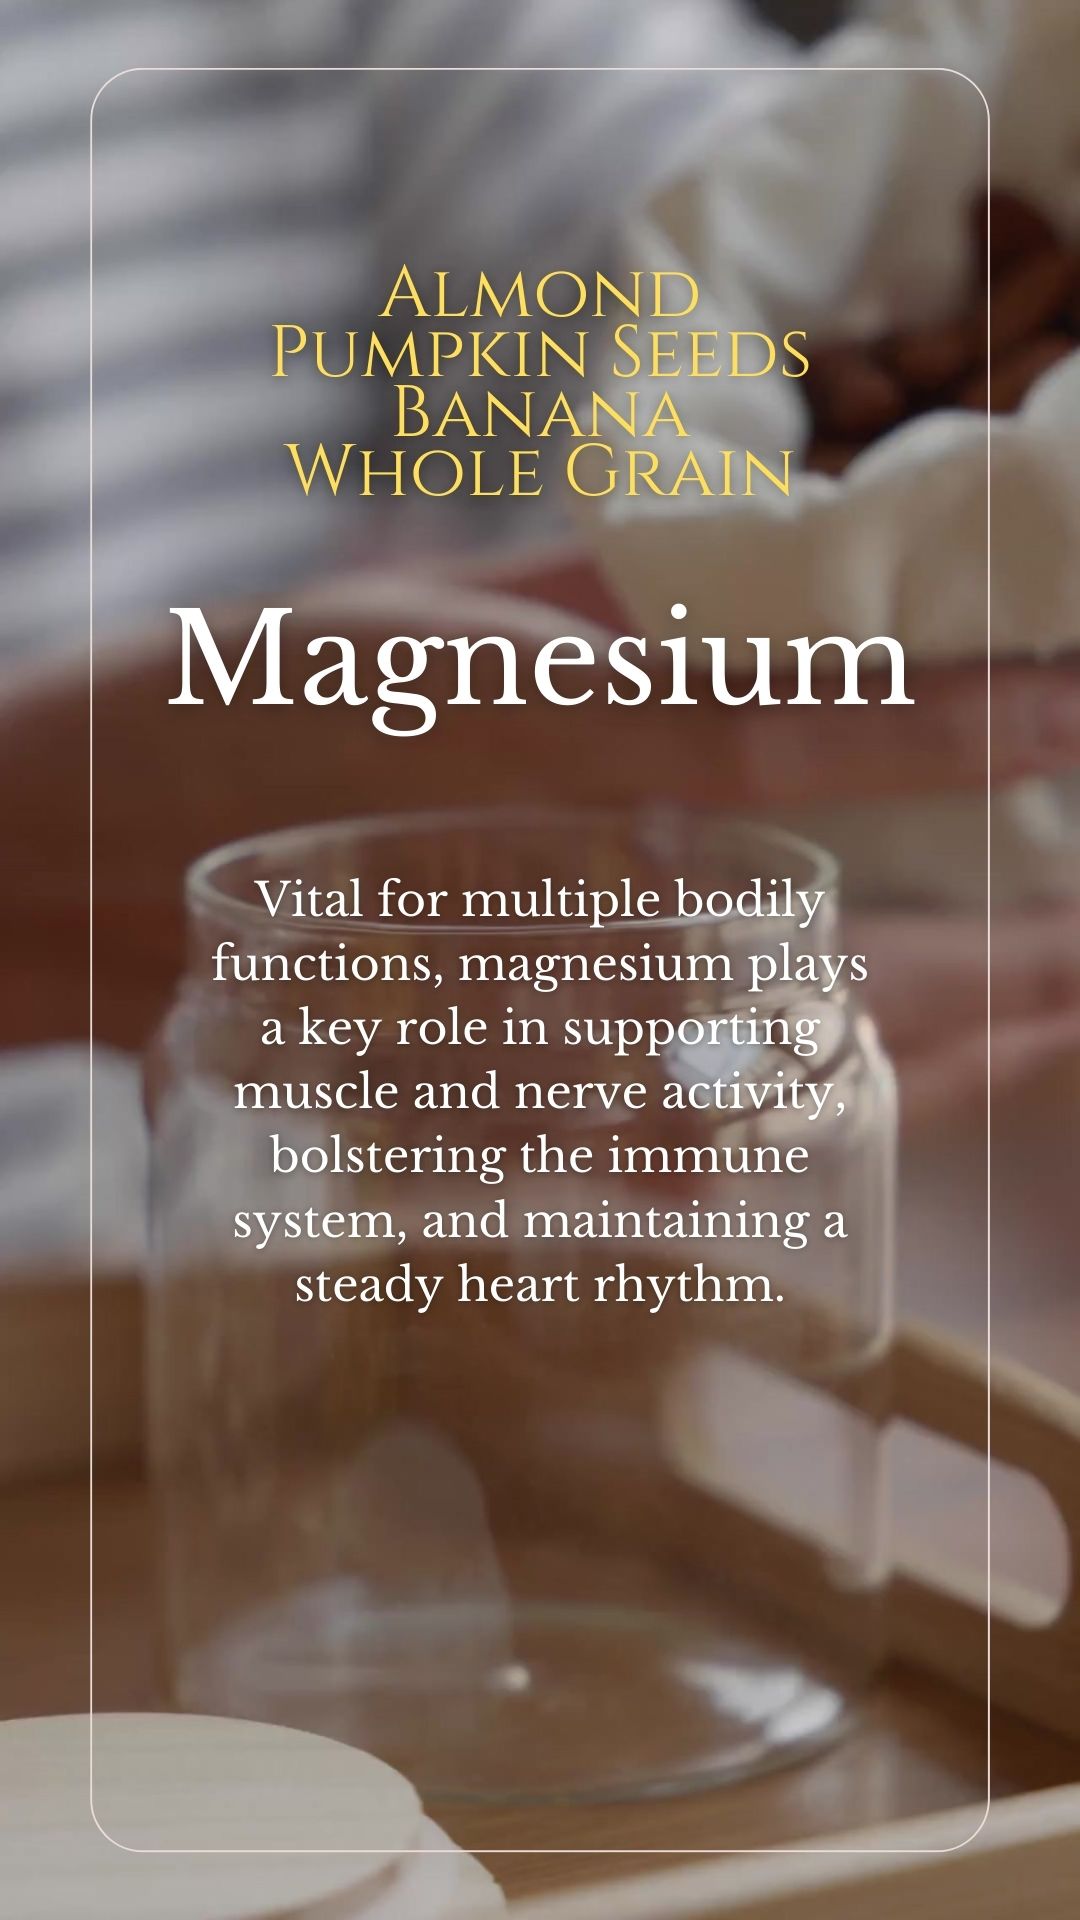 Almond
Pumpkin Seeds
Banana
Whole Grain
Magnesium
Vital for multiple bodily
functions, magnesium plays
a key role in supporting
muscle and nerve activity,
bolstering the immune
system, and maintaining a
steady heart rhythm.